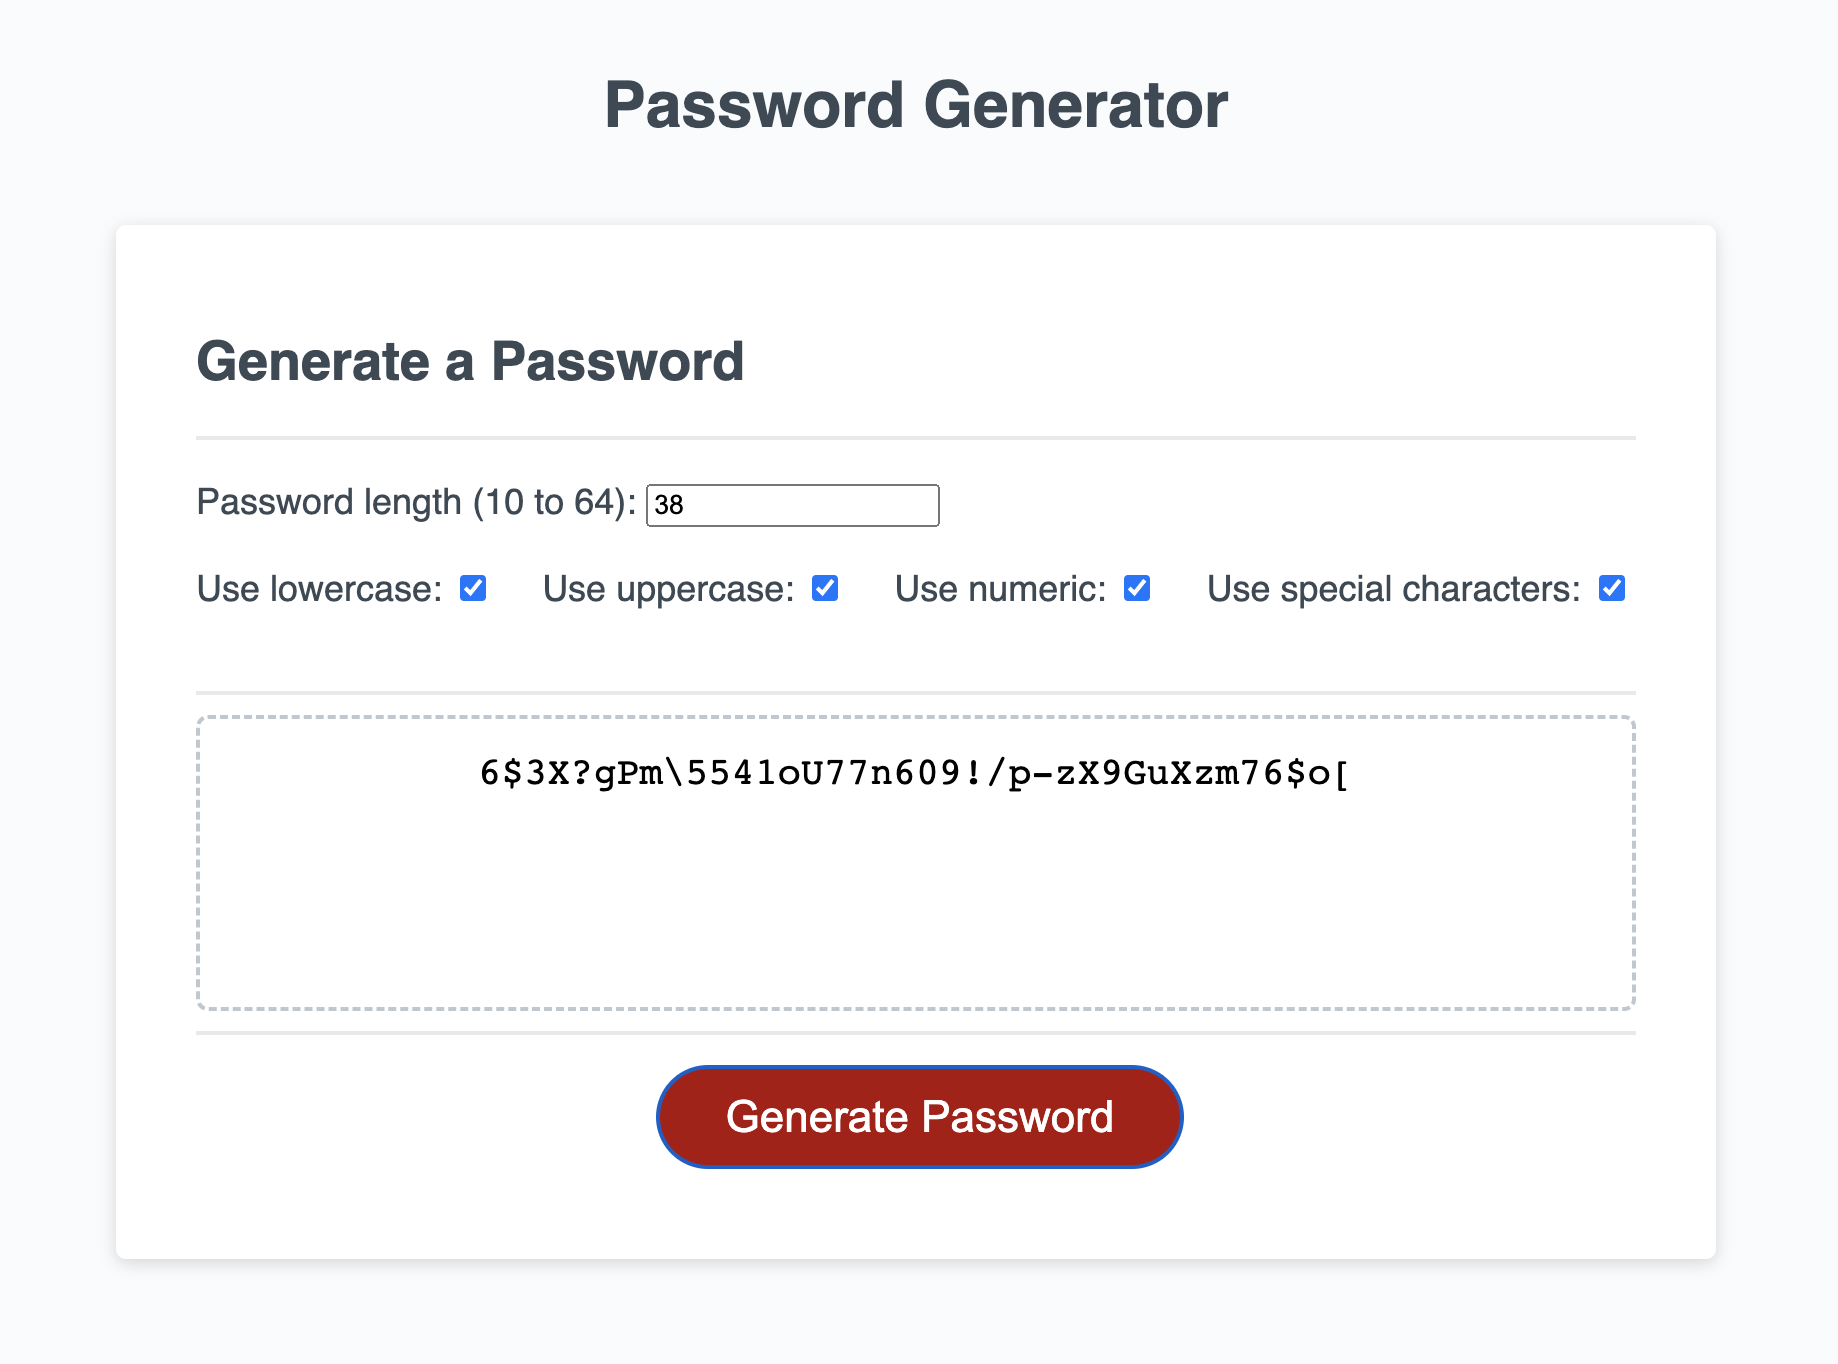 Password Generator
Generate a Password
Password length (10 to 64): 38
Use lowercase: Use uppercase: Use numeric: Use special characters:
6$3X?gPm\5541oU77n609!/p-zX9GuXzm76$o[
Generate Password